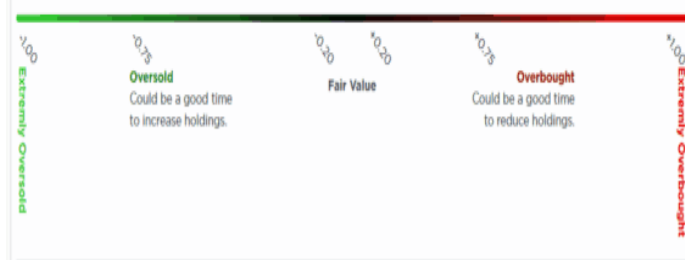 -1.00
-0.75
-0.20
+0.20
+0.75
+1.00
Extremly Oversold
Oversold
Could be a good time
to increase holdings.
Fair Value
Overbought
Could be a good time
to reduce holdings.
Extremly Overbought